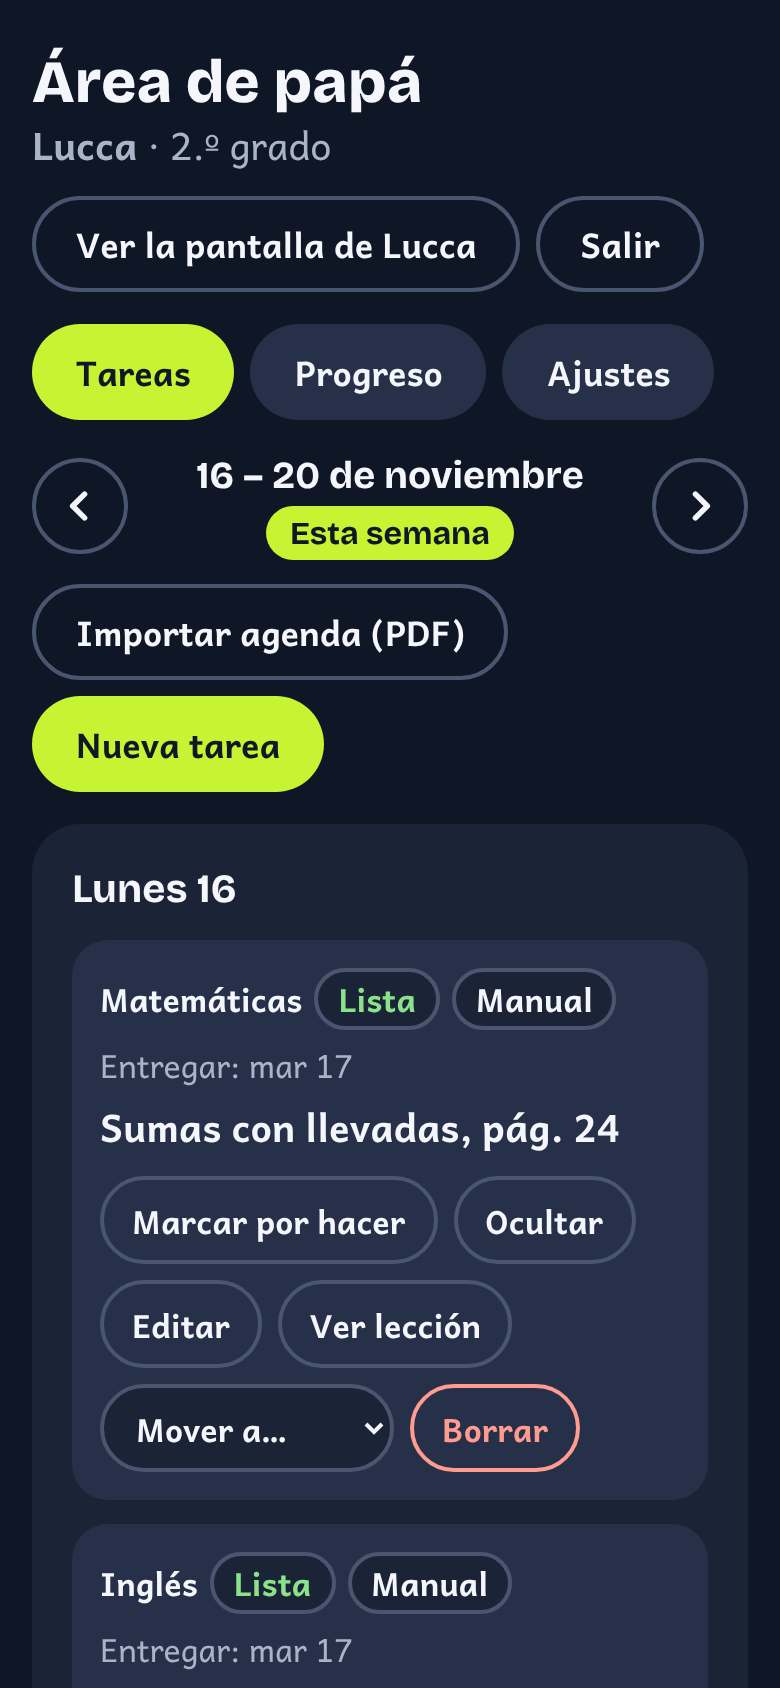 Área de papá
Lucca · 2.º grado
Ver la pantalla de Lucca
Salir
Tareas
Progreso
Ajustes
16 – 20 de noviembre
Esta semana
Importar agenda (PDF)
Nueva tarea
Lunes 16
Matemáticas
Lista
Manual
Entregar: mar 17
Sumas con llevadas, pág. 24
Marcar por hacer
Ocultar
Editar
Ver lección
Mover a...
Borrar
Inglés
Lista
Manual
Entregar: mar 17